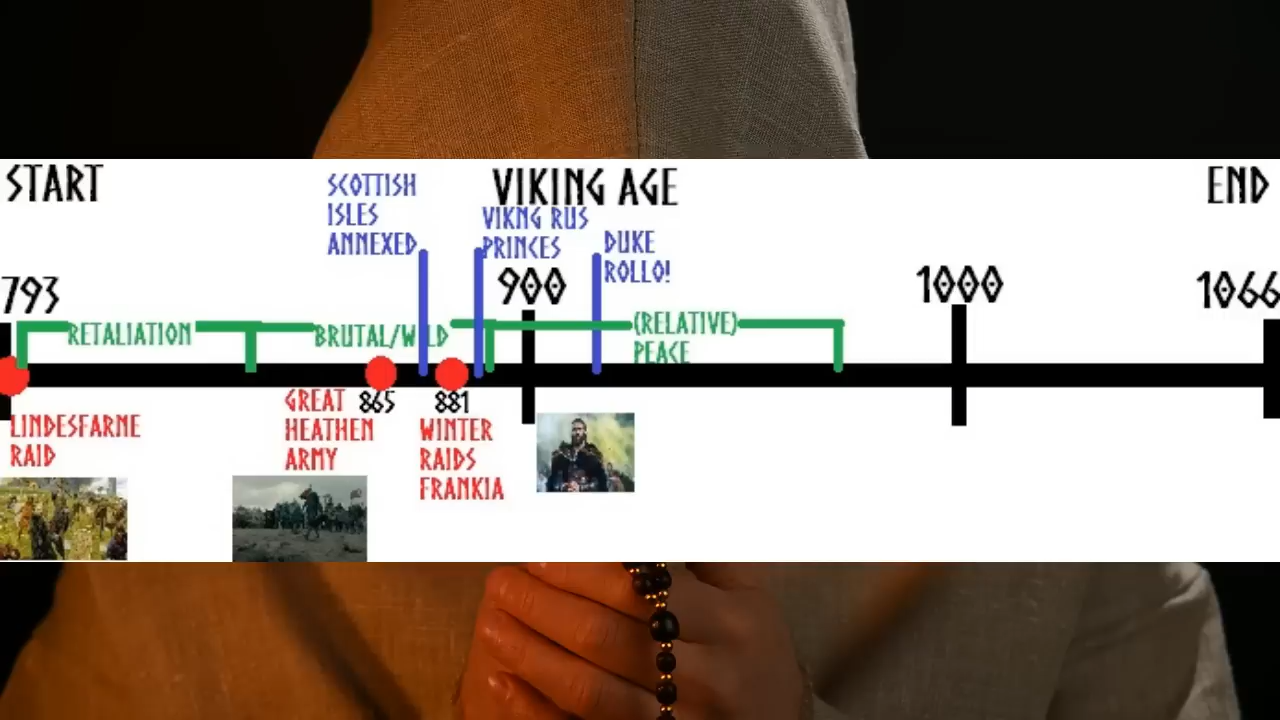 START
VIKING AGE
END
SCOTTISH
ISLES
ANNEXED
VIKNG RUS
PRINCES
DUKE
ROLLO!
793
900
1000
1066
RETALIATION
BRUTAL/WILD
(RELATIVE)
PEACE
LINDESFARNE
RAID
GREAT
HEATHEN
ARMY
865
881
WINTER
RAIDS
FRANKIA